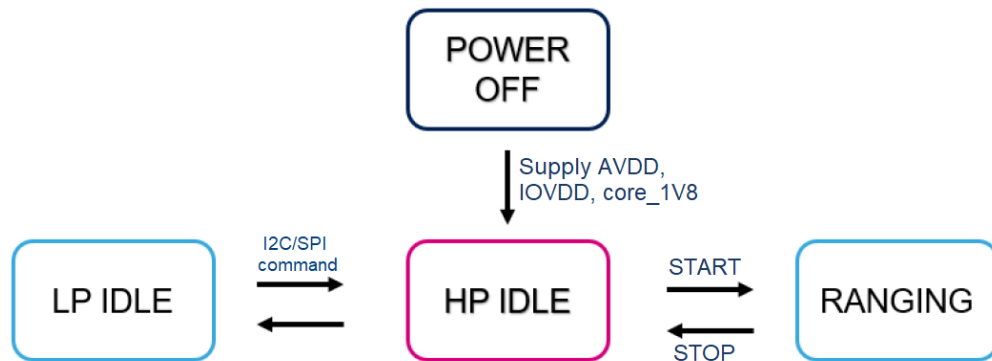 POWER
OFF
Supply AVDD,
IOVDD, core_1V8
LP IDLE
I2C/SPI
command
HP IDLE
START
STOP
RANGING